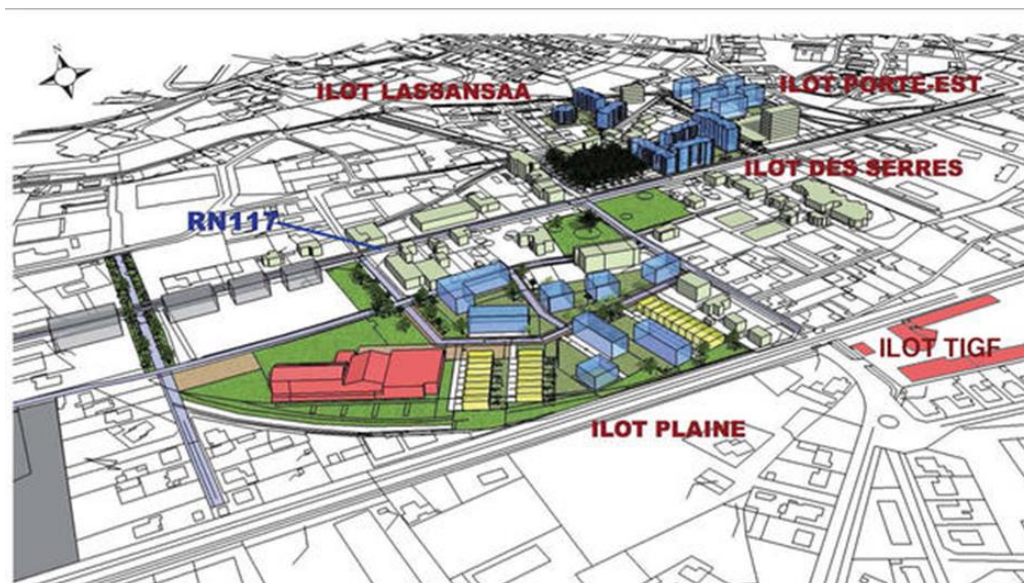 N
ILOT LASSANSAA
ILOT PORTE-EST
ILOT DES SERRES
RN117
ILOT TIGF
ILOT PLAINE